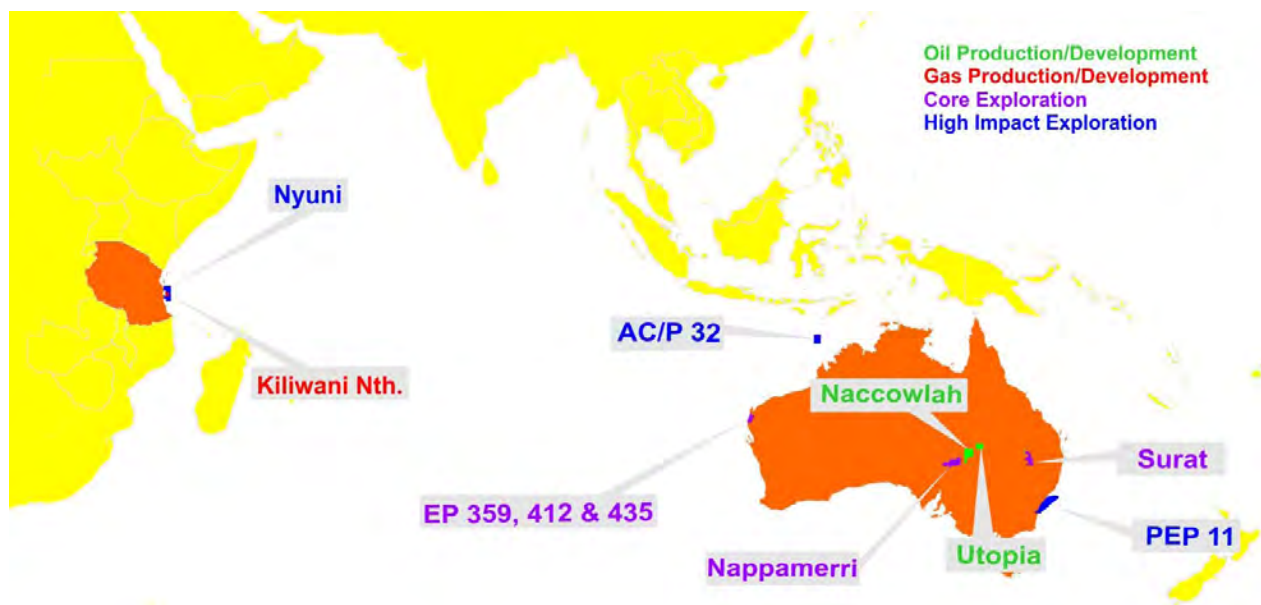 Oil Production/Development
Gas Production/Development
Core Exploration
High Impact Exploration
Nyuni
AC/P 32
Kiliwani Nth.
Naccowlah
Surat
EP 359, 412 & 435
PEP 11
Utopia
Nappamerri